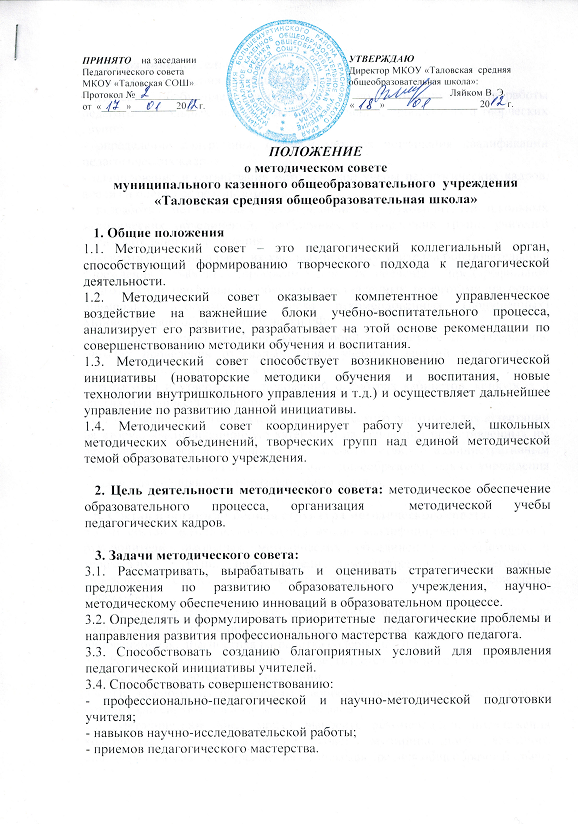 ПРИНЯТО на заседании
Педагогического совета
МКОУ «Таловская СОШ»
Протокол № 2
от « 17 » 01 2012 г.
УТВЕРЖДАЮ
Директор МКОУ «Таловская средняя
общеобразовательная школа»:
Ляйком В. Э
« 18 » 01 2012 г.
ПОЛОЖЕНИЕ
о методическом совете
муниципального казенного общеобразовательного учреждения
«Таловская средняя общеобразовательная школа»
1. Общие положения
1.1. Методический совет – это педагогический коллегиальный орган,
способствующий формированию творческого подхода к педагогической
деятельности.
1.2. Методический совет оказывает компетентное управленческое
воздействие на важнейшие блоки учебно-воспитательного процесса,
анализирует его развитие, разрабатывает на этой основе рекомендации по
совершенствованию методики обучения и воспитания.
1.3. Методический совет способствует возникновению педагогической
инициативы (новаторские методики обучения и воспитания, новые
технологии внутришкольного управления и т.д.) и осуществляет дальнейшее
управление по развитию данной инициативы.
1.4. Методический совет координирует работу учителей, школьных
методических объединений, творческих групп над единой методической
темой образовательного учреждения.
2. Цель деятельности методического совета: методическое обеспечение
образовательного процесса, организация методической учебы
педагогических кадров.
3. Задачи методического совета:
3.1. Рассматривать, вырабатывать и оценивать стратегически важные
предложения по развитию образовательного учреждения, научно-
методическому обеспечению инноваций в образовательном процессе.
3.2. Определять и формулировать приоритетные педагогические проблемы и
направления развития профессионального мастерства каждого педагога.
3.3. Способствовать созданию благоприятных условий для проявления
педагогической инициативы учителей.
3.4. Способствовать совершенствованию:
- профессионально-педагогической и научно-методической подготовки
учителя;
- навыков научно-исследовательской работы;
- приемов педагогического мастерства.